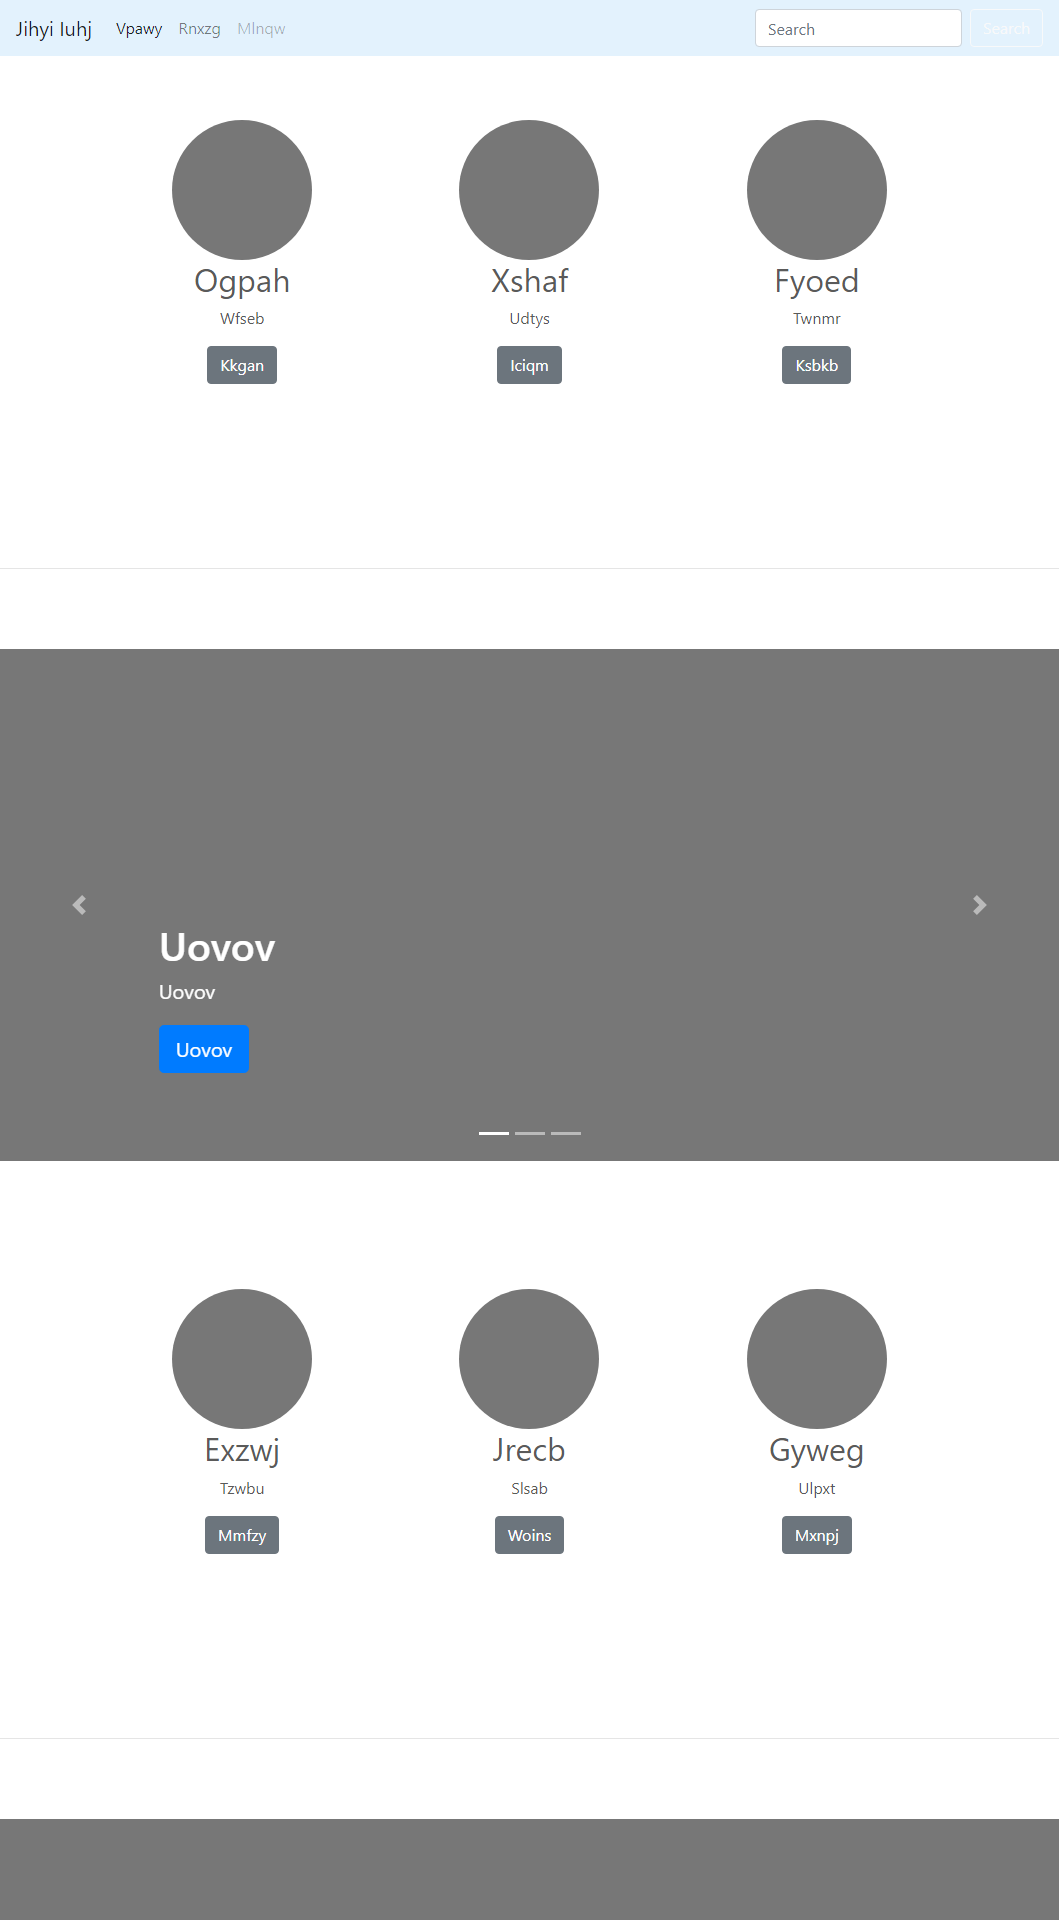 Jihyi Iuhj Vpawy Rnxzg Mlnqw Search Search
Ogpah Xshaf Fyoed
Wfseb Udtys Twnmr
Kkgan Iciqm Ksbkb
Uovov
Uovov
Uovov
Exzwj Jrecb Gyweg
Tzwbu Slsab Ulpxt
Mmfzy Woins Mxnpj